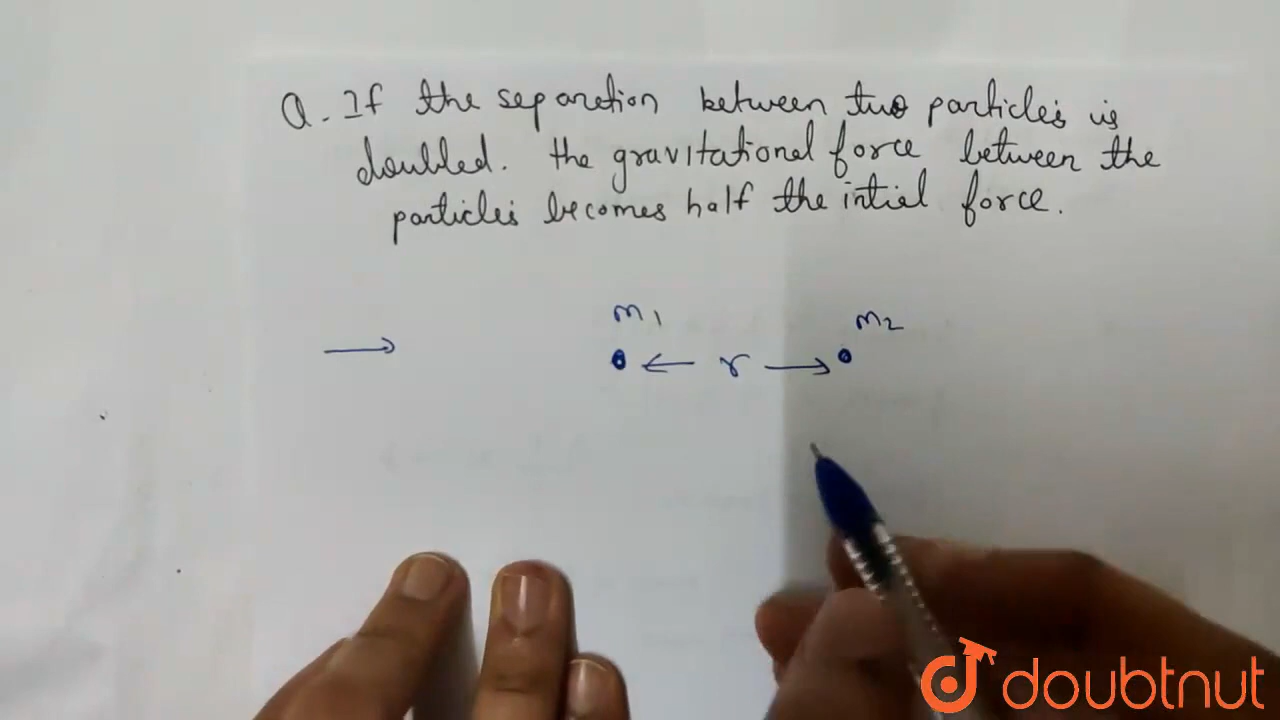 Q. If the separation between two particles is
doubled. the gravitational force between the
particles becomes half the intial force.
m1
m2
r
doubtnut